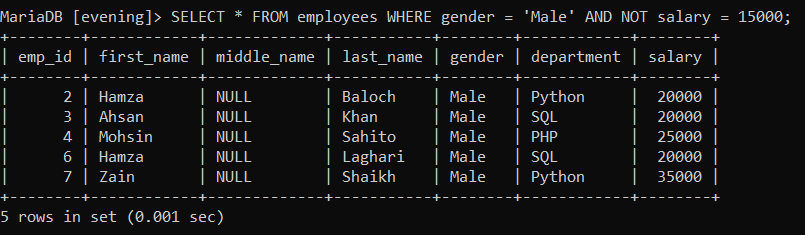 MariaDB [evening]> SELECT * FROM employees WHERE gender = 'Male' AND NOT salary = 15000;
+--------+------------+-------------+-----------+--------+------------+--------+
| emp_id | first_name | middle_name | last_name | gender | department | salary |
+--------+------------+-------------+-----------+--------+------------+--------+
|      2 | Hamza      | NULL        | Baloch    | Male   | Python     |  20000 |
|      3 | Ahsan      | NULL        | Khan      | Male   | SQL        |  20000 |
|      4 | Mohsin     | NULL        | Sahito    | Male   | PHP        |  25000 |
|      6 | Hamza      | NULL        | Laghari   | Male   | SQL        |  20000 |
|      7 | Zain       | NULL        | Shaikh    | Male   | Python     |  35000 |
+--------+------------+-------------+-----------+--------+------------+--------+
5 rows in set (0.001 sec)